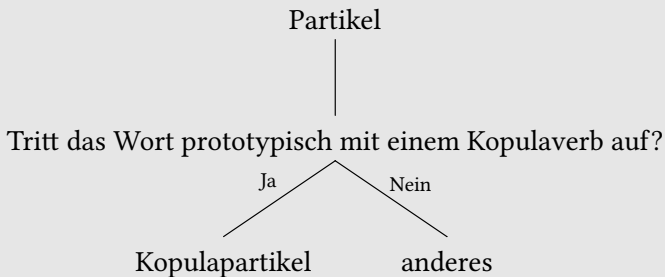 Partikel
Tritt das Wort prototypisch mit einem Kopulaverb auf?
Ja
Nein
Kopulapartikel
anderes